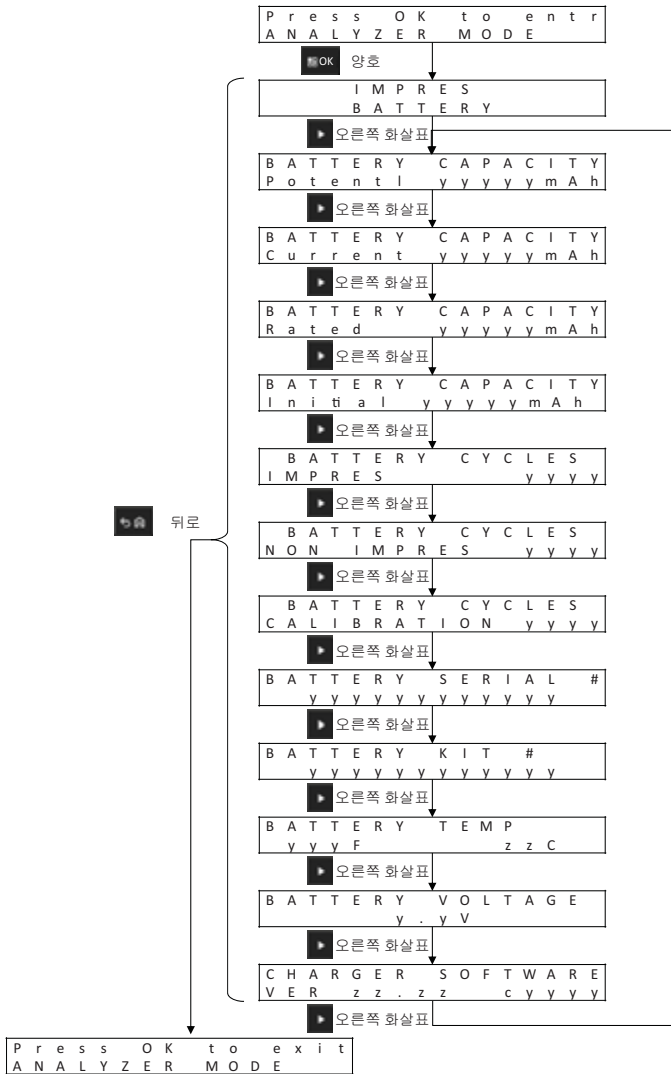 Press OK to entr
ANALYZER MODE
OK 양호
IMPRES
BATTERY
오른쪽 화살표
BATTERY CAPACITY
Potentl yyyyymAh
오른쪽 화살표
BATTERY CAPACITY
Current yyyyymAh
오른쪽 화살표
BATTERY CAPACITY
Rated yyyyymAh
오른쪽 화살표
BATTERY CAPACITY
Initial yyyyymAh
오른쪽 화살표
BATTERY CYCLES
IMPRES yyyy
오른쪽 화살표
뒤로
BATTERY CYCLES
NON IMPRES yyyy
오른쪽 화살표
BATTERY CYCLES
CALIBRATION yyyy
오른쪽 화살표
BATTERY SERIAL #
yyyyyyyyyyyy
오른쪽 화살표
BATTERY KIT #
yyyyyyyyyyyy
오른쪽 화살표
BATTERY TEMP
yyyF zzC
오른쪽 화살표
BATTERY VOLTAGE
y.yV
오른쪽 화살표
CHARGER SOFTWARE
VER zz.zz cyyyy
오른쪽 화살표
Press OK to exit
ANALYZER MODE